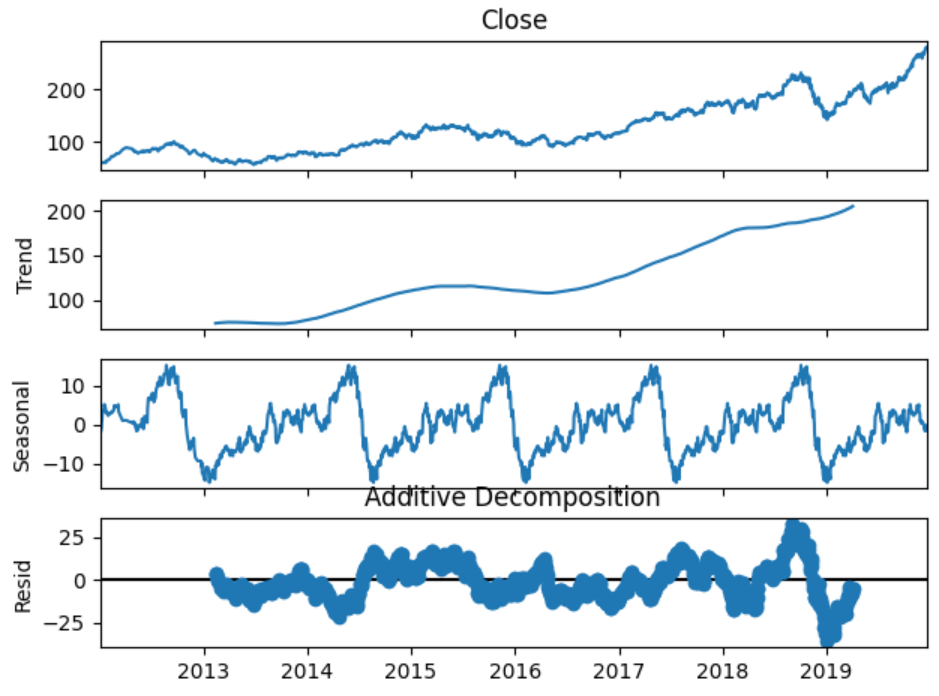 Close
200
100
Trend
200
150
100
Seasonal
10
0
−10
Additive Decomposition
Resid
25
0
−25
2013 2014 2015 2016 2017 2018 2019